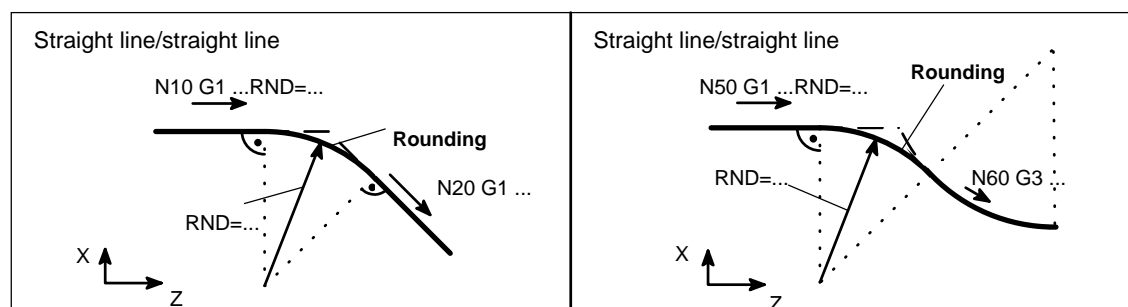 Straight line/straight line
N10 G1 ...RND=...
Rounding
N20 G1 ...
RND=...
X
Z
Straight line/straight line
N50 G1 ...RND=...
Rounding
RND=...
N60 G3 ...
X
Z